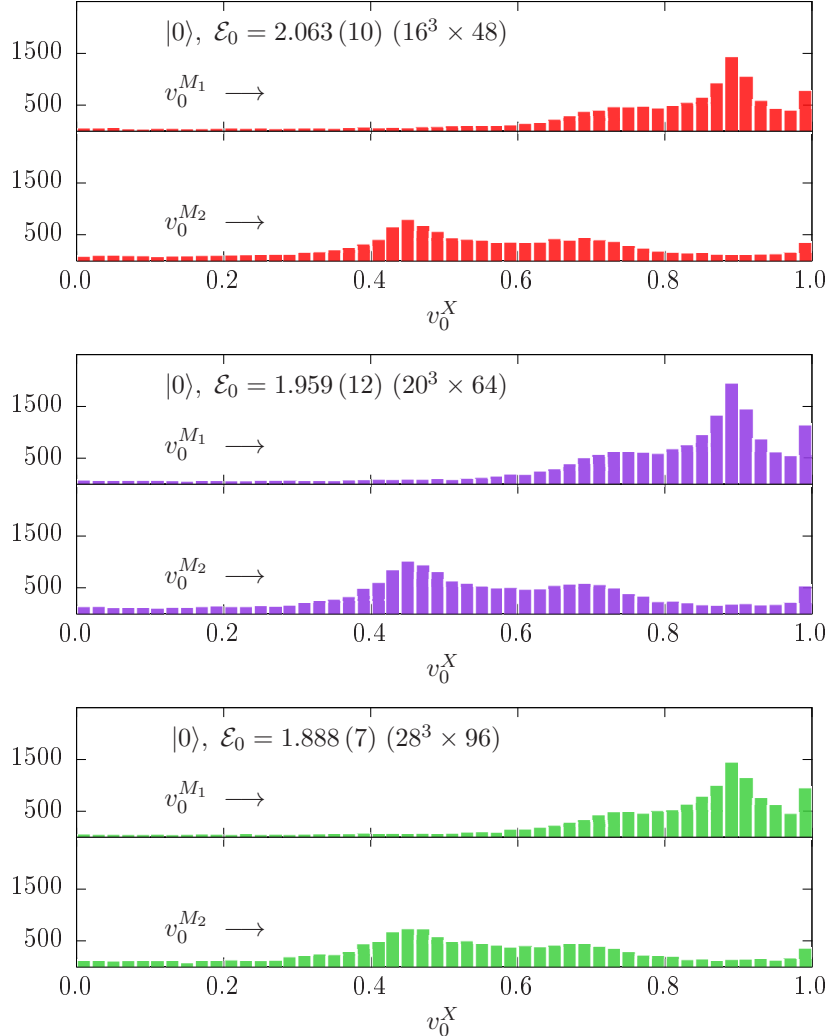 |0⟩, ℰ₀ = 2.063 (10) (16³ × 48)
1500
v₀^{M₁} ⟶
500
1500
v₀^{M₂} ⟶
500
0.0 0.2 0.4 0.6 0.8 1.0
v₀^X
|0⟩, ℰ₀ = 1.959 (12) (20³ × 64)
1500
v₀^{M₁} ⟶
500
1500
v₀^{M₂} ⟶
500
0.0 0.2 0.4 0.6 0.8 1.0
v₀^X
|0⟩, ℰ₀ = 1.888 (7) (28³ × 96)
1500
v₀^{M₁} ⟶
500
1500
v₀^{M₂} ⟶
500
0.0 0.2 0.4 0.6 0.8 1.0
v₀^X